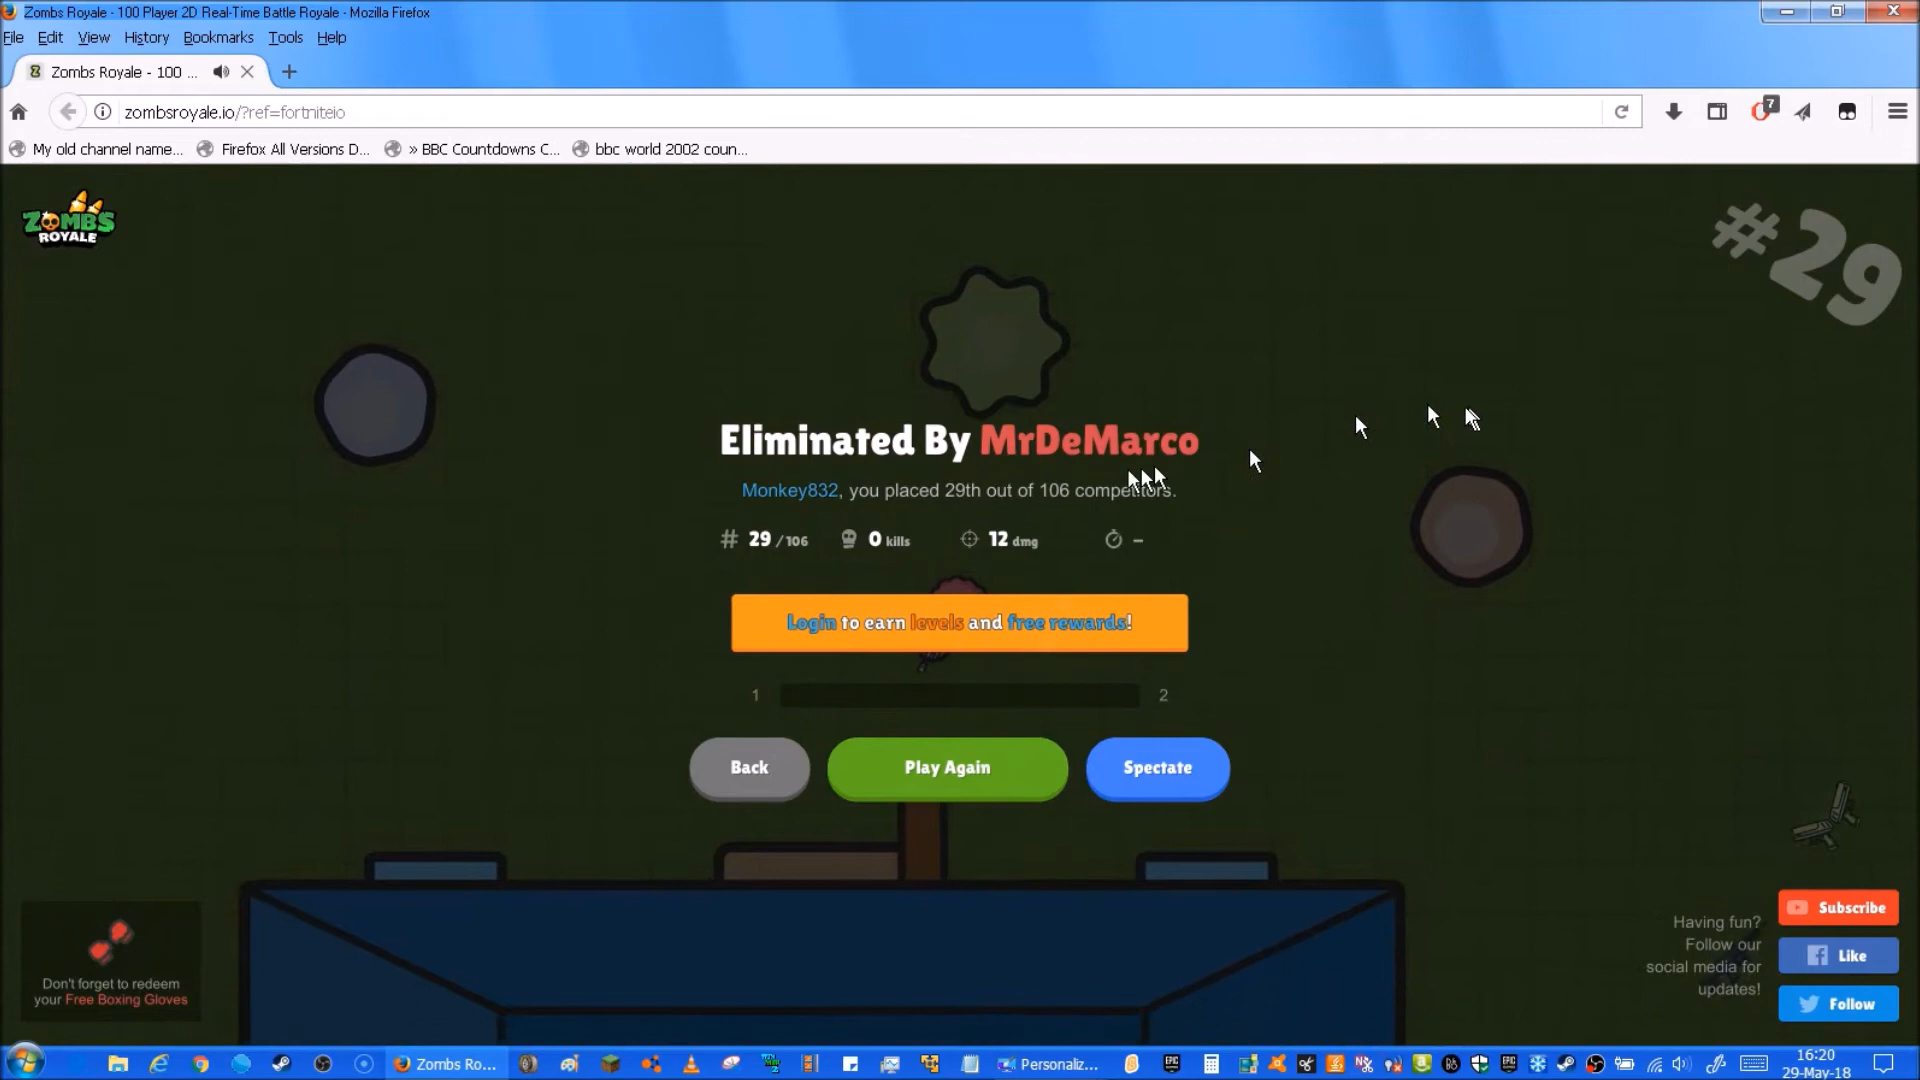 Zombs Royale - 100 Player 2D Real-Time Battle Royale - Mozilla Firefox
File Edit View History Bookmarks Tools Help
Zombs Royale - 100 ...
zombsroyale.io/?ref=fortniteio
7
My old channel name... Firefox All Versions D... » BBC Countdowns C... bbc world 2002 coun...
ZOMBS
ROYALE
#29
Eliminated By MrDeMarco
Monkey832, you placed 29th out of 106 competitors.
# 29 /106 0 kills 12 dmg –
Login to earn levels and free rewards!
1 2
Back Play Again Spectate
Don't forget to redeem
your Free Boxing Gloves
Having fun?
Follow our
social media for
updates!
Subscribe
Like
Follow
Zombs Ro... Personaliz...
16:20
29-May-18